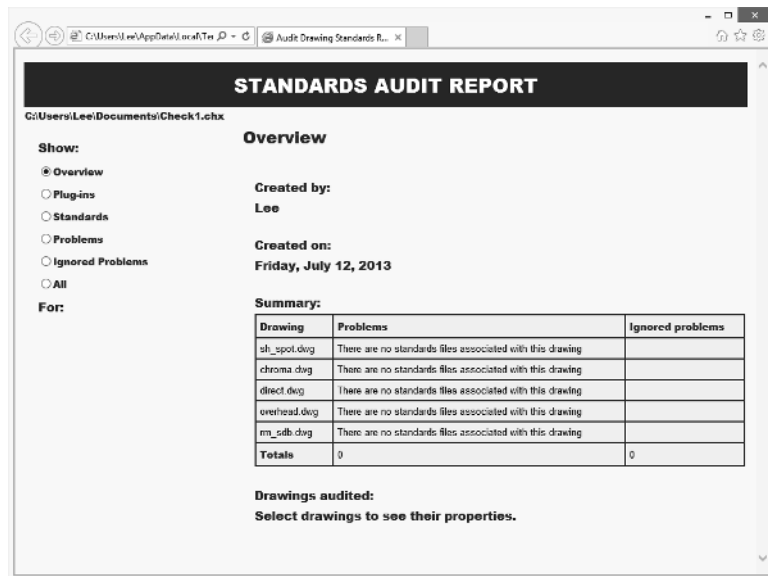 C:\Users\Lee\AppData\Local\Te
Audit Drawing Standards R...
STANDARDS AUDIT REPORT
C:\Users\Lee\Documents\Check1.chx
Show:
Overview
Plug-ins
Standards
Problems
Ignored Problems
All
For:
Overview
Created by:
Lee
Created on:
Friday, July 12, 2013
Summary:
Drawing Problems Ignored problems
sh_spot.dwg There are no standards files associated with this drawing
chroma.dwg There are no standards files associated with this drawing
direct.dwg There are no standards files associated with this drawing
overhead.dwg There are no standards files associated with this drawing
rm_sdb.dwg There are no standards files associated with this drawing
Totals 0 0
Drawings audited:
Select drawings to see their properties.